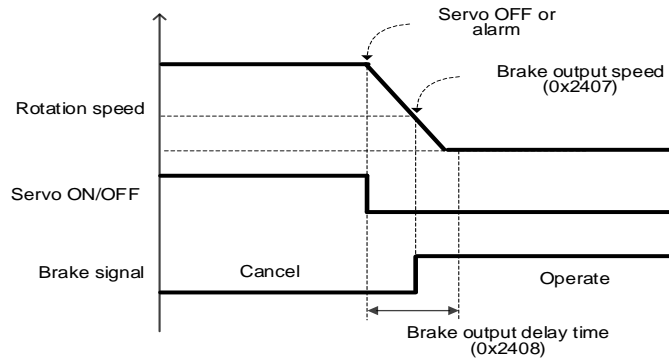 Servo OFF or
alarm
Brake output speed
(0x2407)
Rotation speed
Servo ON/OFF
Brake signal
Cancel
Operate
Brake output delay time
(0x2408)